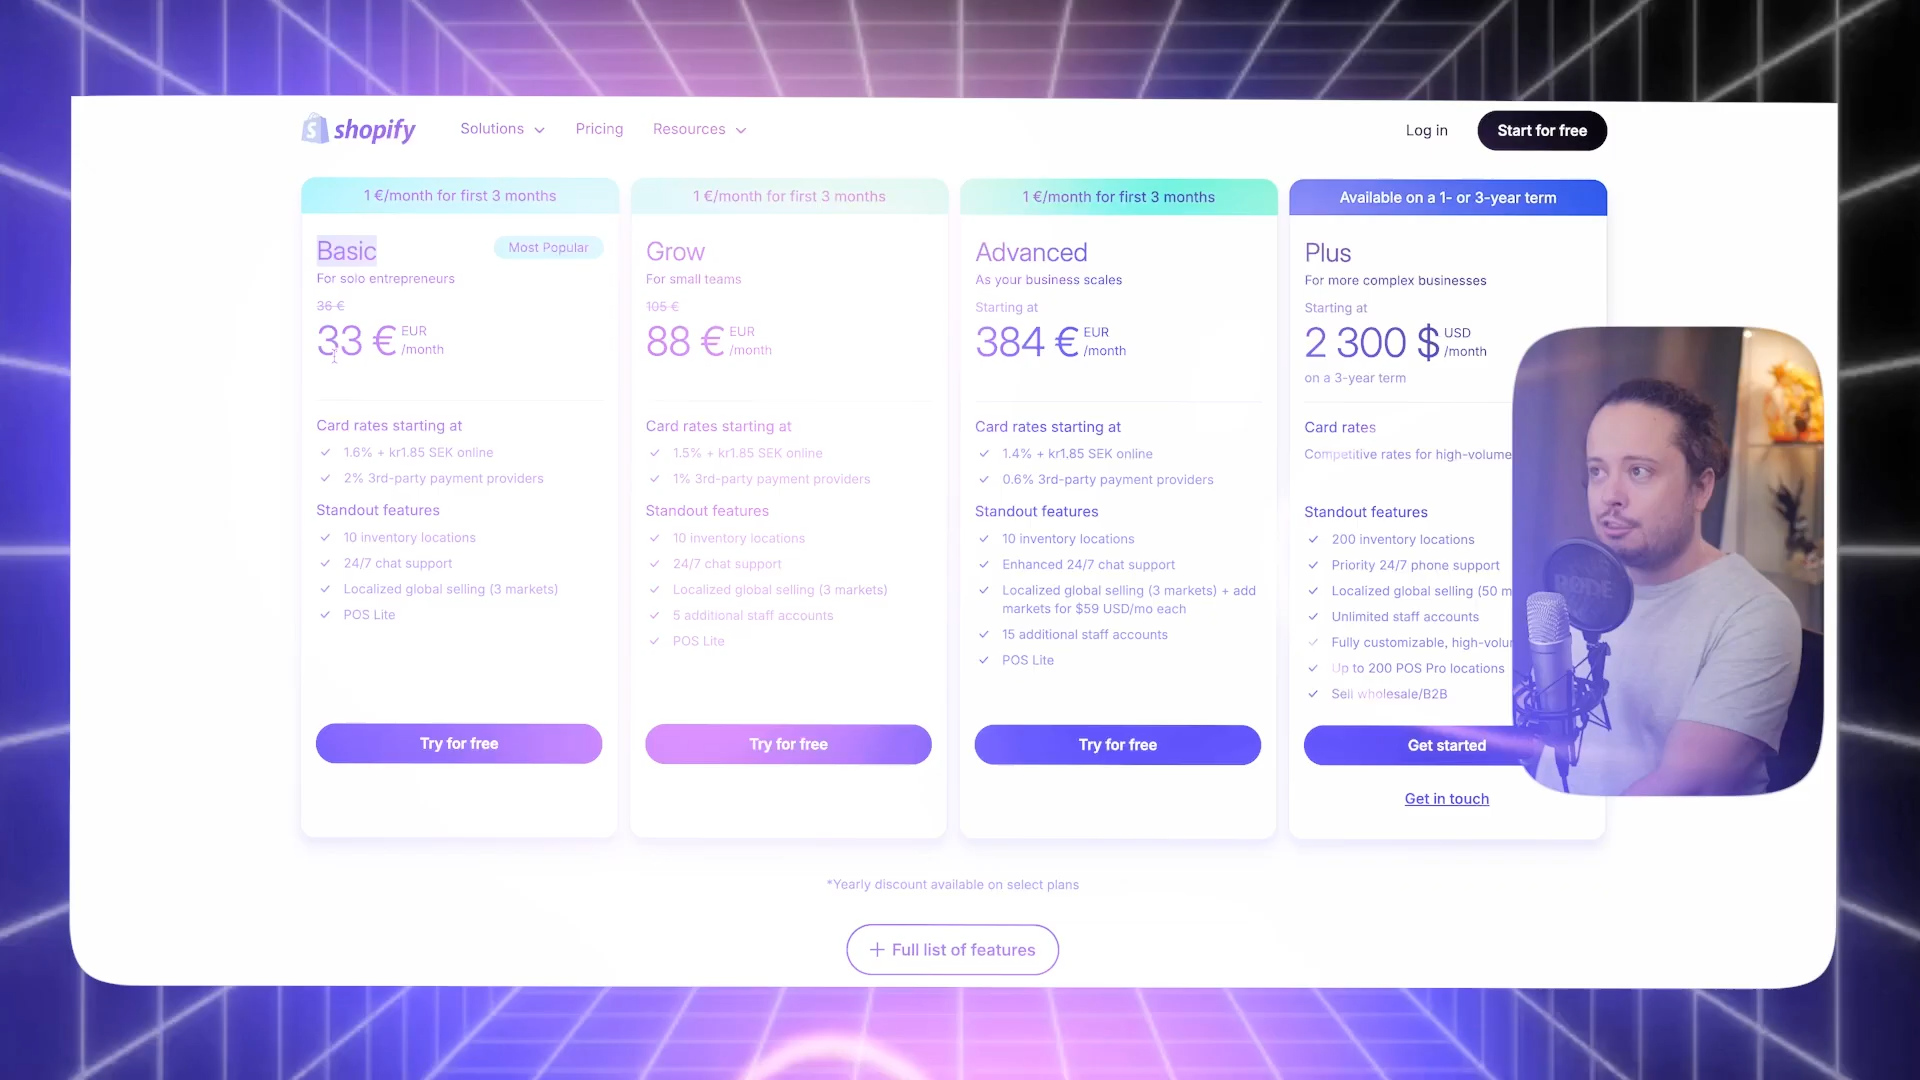 shopify
Solutions
Pricing
Resources
Log in
Start for free
1 €/month for first 3 months
Basic
Most Popular
For solo entrepreneurs
36 €
33 € EUR
/month
Card rates starting at
1.6% + kr1.85 SEK online
2% 3rd-party payment providers
Standout features
10 inventory locations
24/7 chat support
Localized global selling (3 markets)
POS Lite
Try for free
1 €/month for first 3 months
Grow
For small teams
105 €
88 € EUR
/month
Card rates starting at
1.5% + kr1.85 SEK online
1% 3rd-party payment providers
Standout features
10 inventory locations
24/7 chat support
Localized global selling (3 markets)
5 additional staff accounts
POS Lite
Try for free
1 €/month for first 3 months
Advanced
As your business scales
Starting at
384 € EUR
/month
Card rates starting at
1.4% + kr1.85 SEK online
0.6% 3rd-party payment providers
Standout features
10 inventory locations
Enhanced 24/7 chat support
Localized global selling (3 markets) + add
markets for $59 USD/mo each
15 additional staff accounts
POS Lite
Try for free
Available on a 1- or 3-year term
Plus
For more complex businesses
Starting at
2 300 $ USD
/month
on a 3-year term
Card rates
Competitive rates for high-volume
Standout features
200 inventory locations
Priority 24/7 phone support
Localized global selling (50 m
Unlimited staff accounts
Fully customizable, high-volu
Up to 200 POS Pro locations
Sell wholesale/B2B
Get started
Get in touch
RØDE
*Yearly discount available on select plans
+ Full list of features